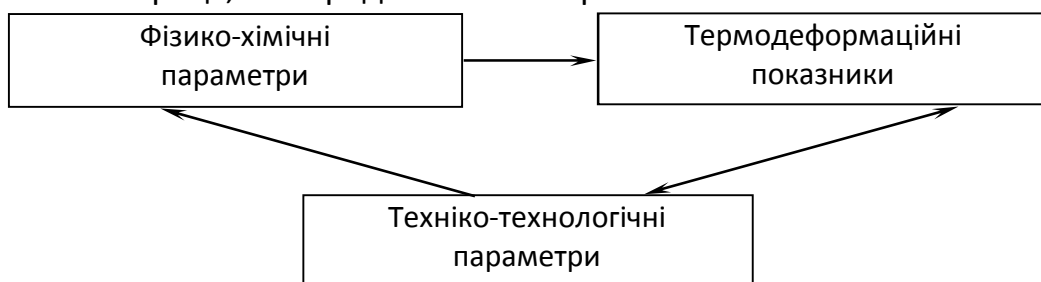 Фізико-хімічні
параметри
Термодеформаційні
показники
Техніко-технологічні
параметри